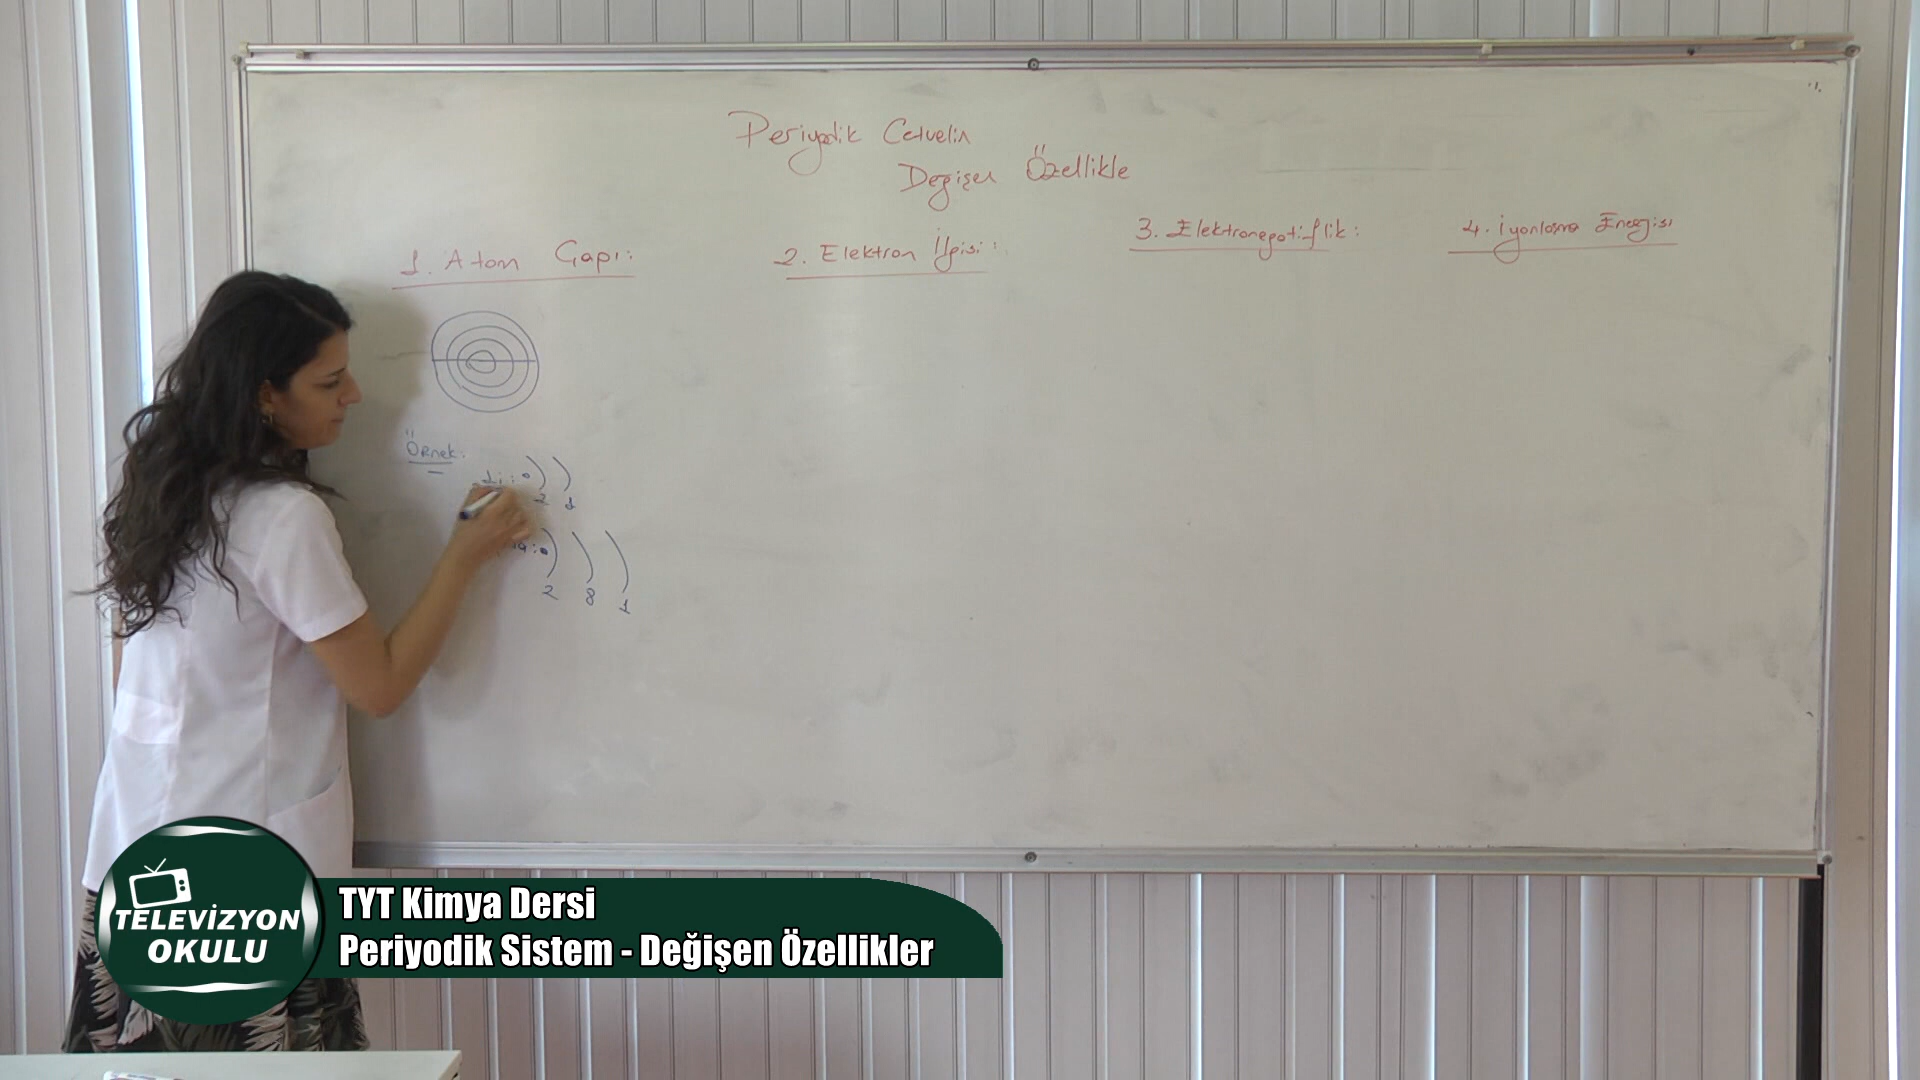 Periyodik Cetvelin
Değişen Özellikle
1. Atom Çapı:
2. Elektron İlgisi:
3. Elektronegatiflik:
4. İyonlaşma Enerjisi
Örnek:
Li:
2 1
2 8 1
TELEVİZYON
OKULU
TYT Kimya Dersi
Periyodik Sistem - Değişen Özellikler